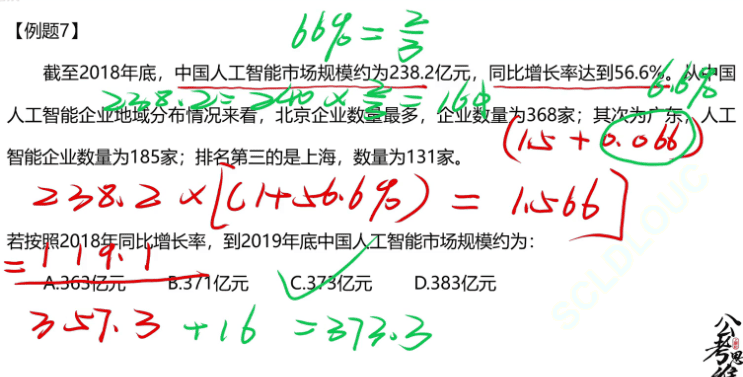 【例题7】
66% = 2/3
截至2018年底，中国人工智能市场规模约为238.2亿元，同比增长率达到56.6%。从中国
6.6%
238.2=240×2/3=160
人工智能企业地域分布情况来看，北京企业数量最多，企业数量为368家；其次为广东，人工
(1.5+0.066)
智能企业数量为185家；排名第三的是上海，数量为131家。
238.2×[(1+56.6%)=1.566]
若按照2018年同比增长率，到2019年底中国人工智能市场规模约为：
=119.1
A.363亿元 B.371亿元 C.373亿元 D.383亿元
357.3+16=373.3
SCLDLOUC
公考思维